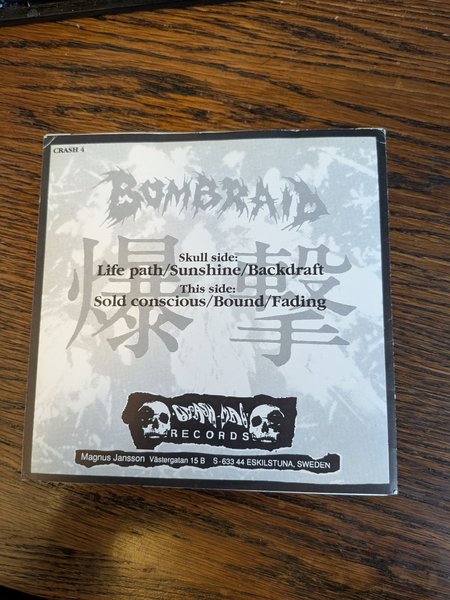 CRASH 4
BOMBRAID
爆撃
Skull side:
Life path/Sunshine/Backdraft
This side:
Sold conscious/Bound/Fading
RECORDS
Magnus Jansson Västergatan 15 B S-633 44 ESKILSTUNA, SWEDEN